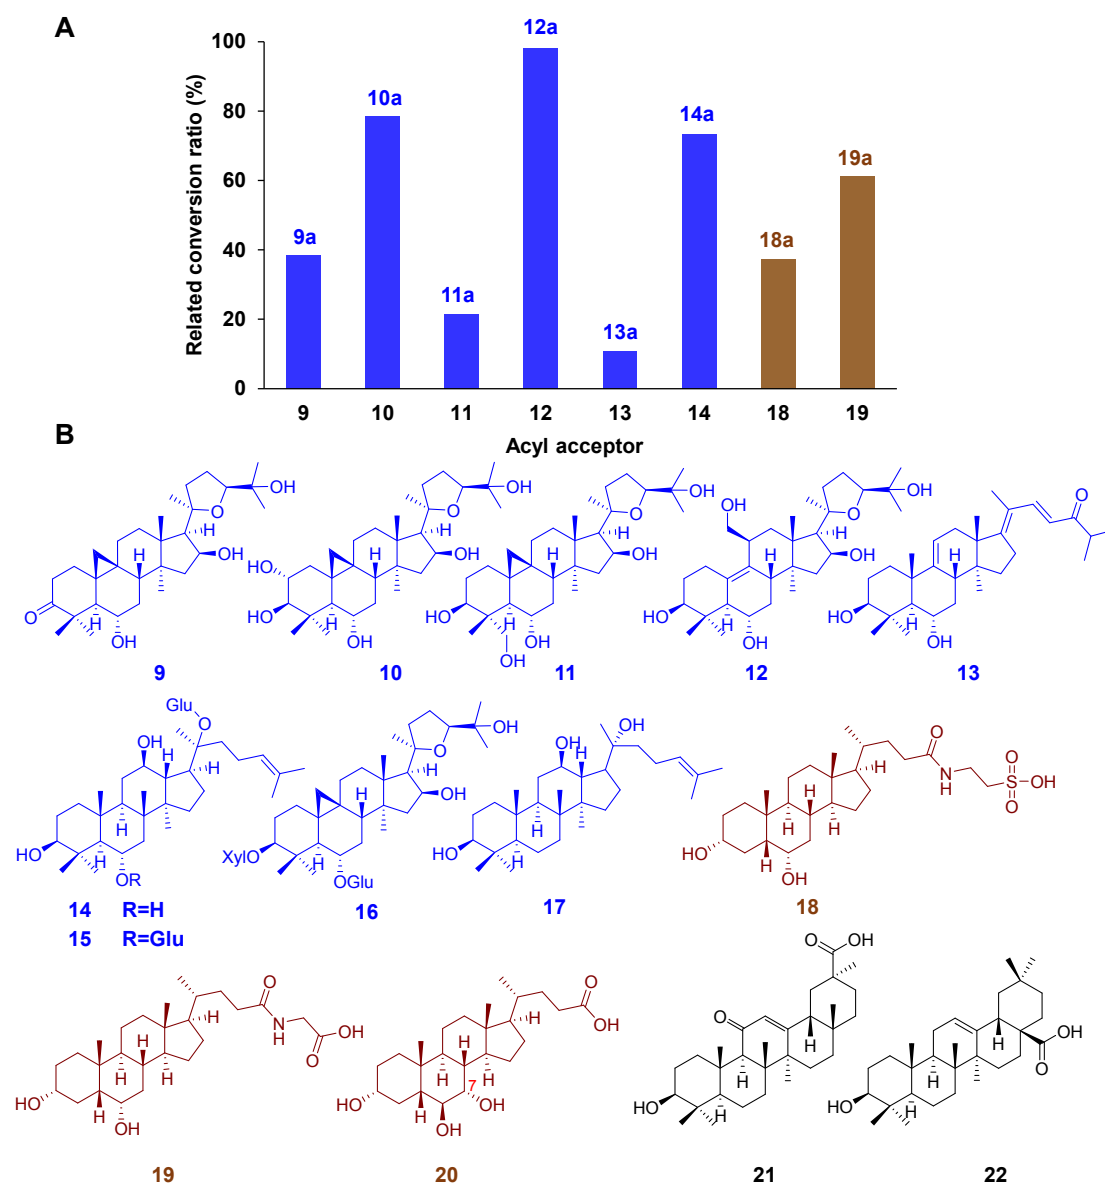 A
Related conversion ratio (%)
100
80
60
40
20
0
9a
10a
11a
12a
13a
14a
18a
19a
9 10 11 12 13 14 18 19
Acyl acceptor
B
OH
O
OH
O
H
H
H
OH
9
OH
O
OH
HO
HO
H
H
H
OH
10
OH
O
OH
HO
H
H
H
OH
OH
11
OH
OH
O
OH
HO
H
H
H
OH
12
O
HO
H
H
OH
13
Glu
O
OH
H
H
H
HO
H
OR
14 R=H
15 R=Glu
OH
O
OH
XylO
H
H
H
OGlu
16
OH
OH
H
H
HO
H
17
O
N
H
O
S
OH
O
H
H
H
H
HO
H
OH
18
O
N
H
OH
O
H
H
H
H
HO
H
OH
19
O
OH
H
H
H
H
7
HO
H
OH
OH
20
O
OH
O
H
H
HO
H
21
H
OH
O
H
HO
H
22